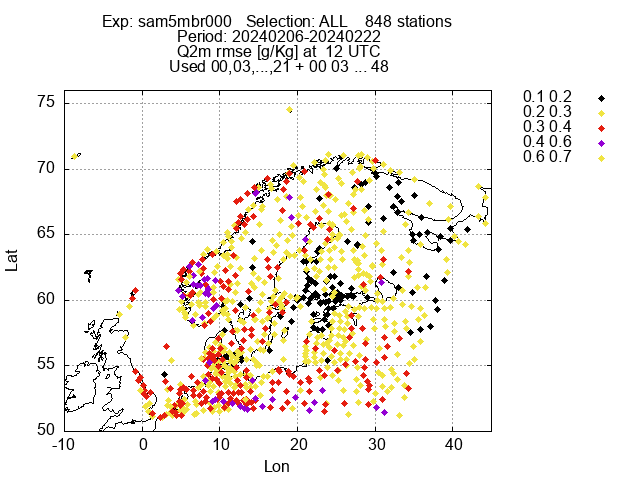 Exp: sam5mbr000 Selection: ALL 848 stations
Period: 20240206-20240222
Q2m rmse [g/Kg] at 12 UTC
Used 00,03,...,21 + 00 03 ... 48
0.1 0.2
0.2 0.3
0.3 0.4
0.4 0.6
0.6 0.7
75
70
65
60
55
50
Lat
-10 0 10 20 30 40
Lon